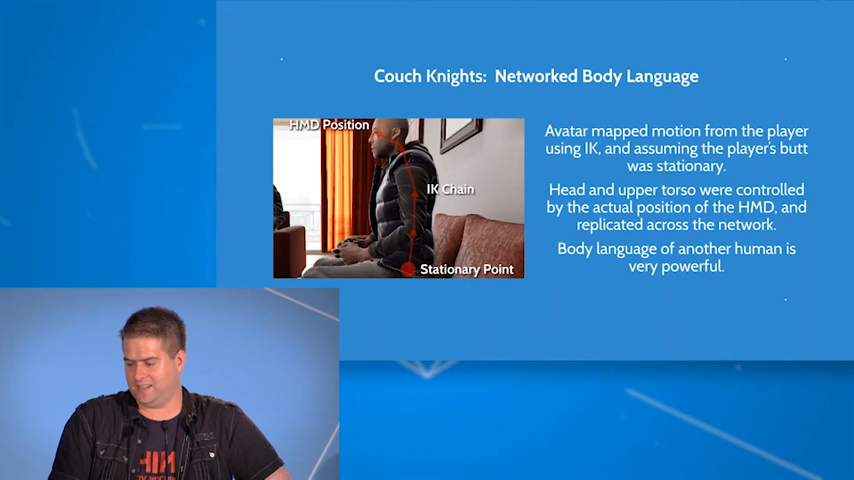 Couch Knights: Networked Body Language
HMD Position
IK Chain
Stationary Point
Avatar mapped motion from the player
using IK, and assuming the player's butt
was stationary.
Head and upper torso were controlled
by the actual position of the HMD, and
replicated across the network.
Body language of another human is
very powerful.